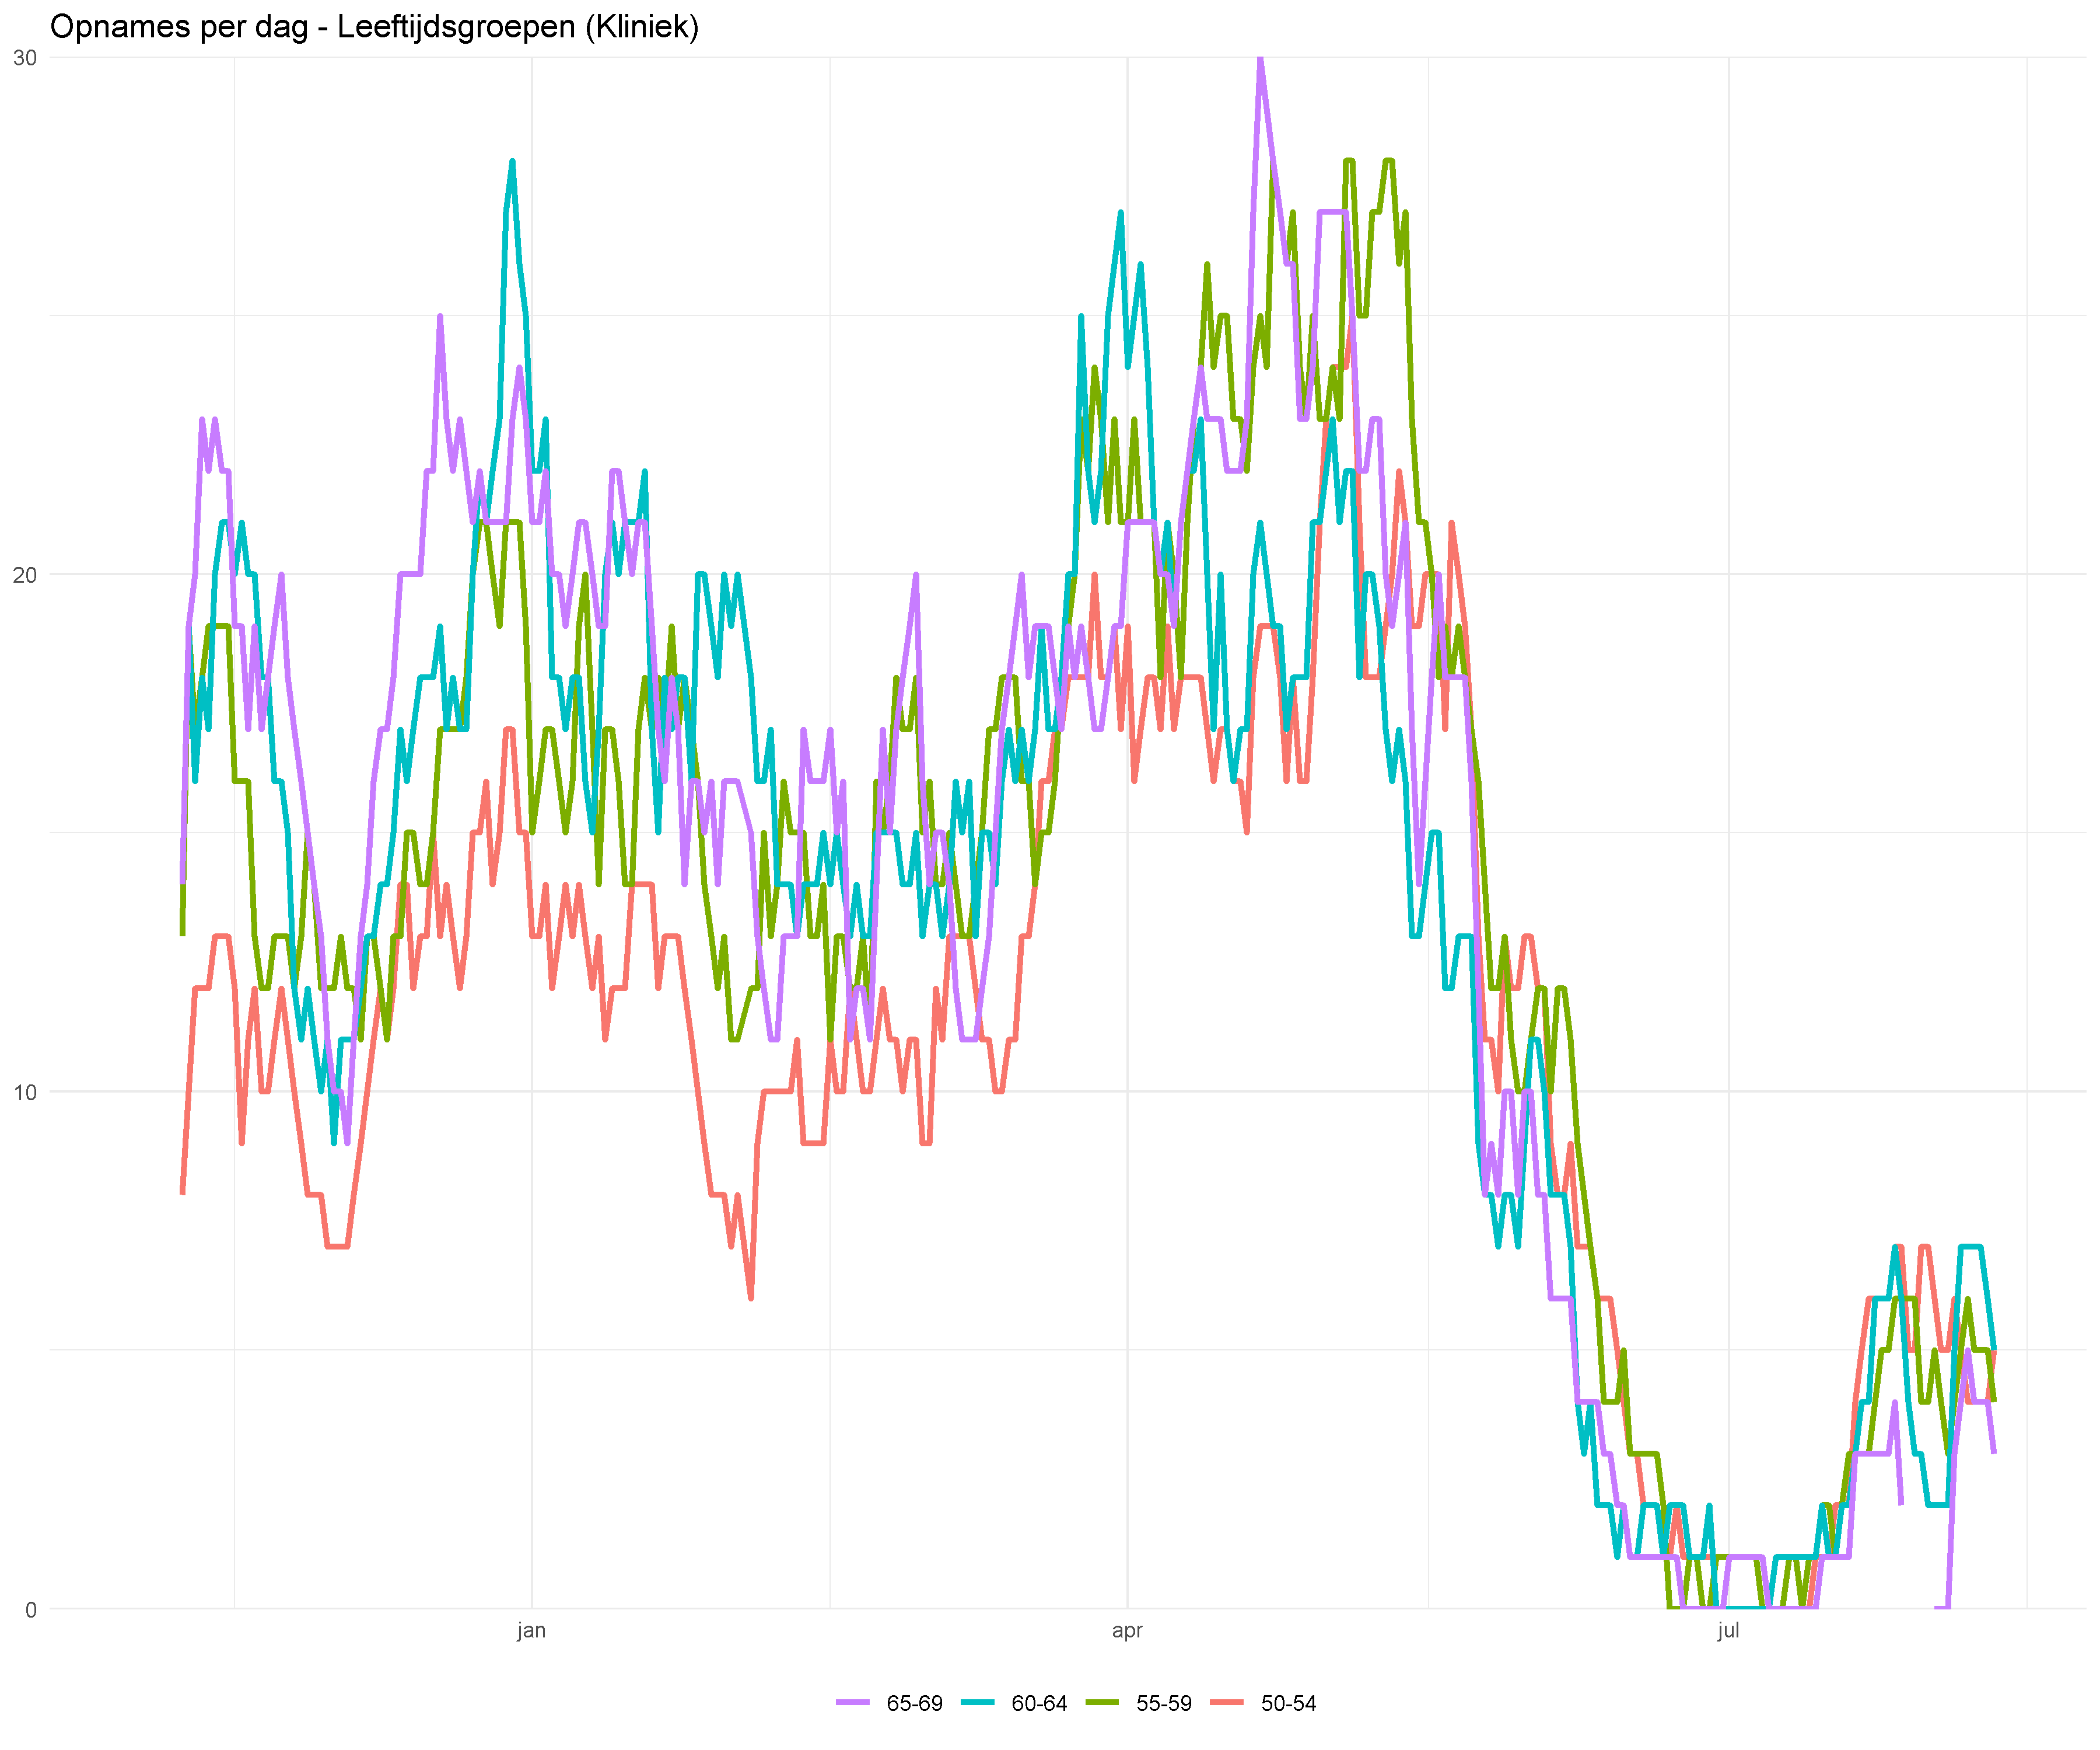 Opnames per dag - Leeftijdsgroepen (Kliniek)
30
20
10
0
jan apr jul
65-69 60-64 55-59 50-54